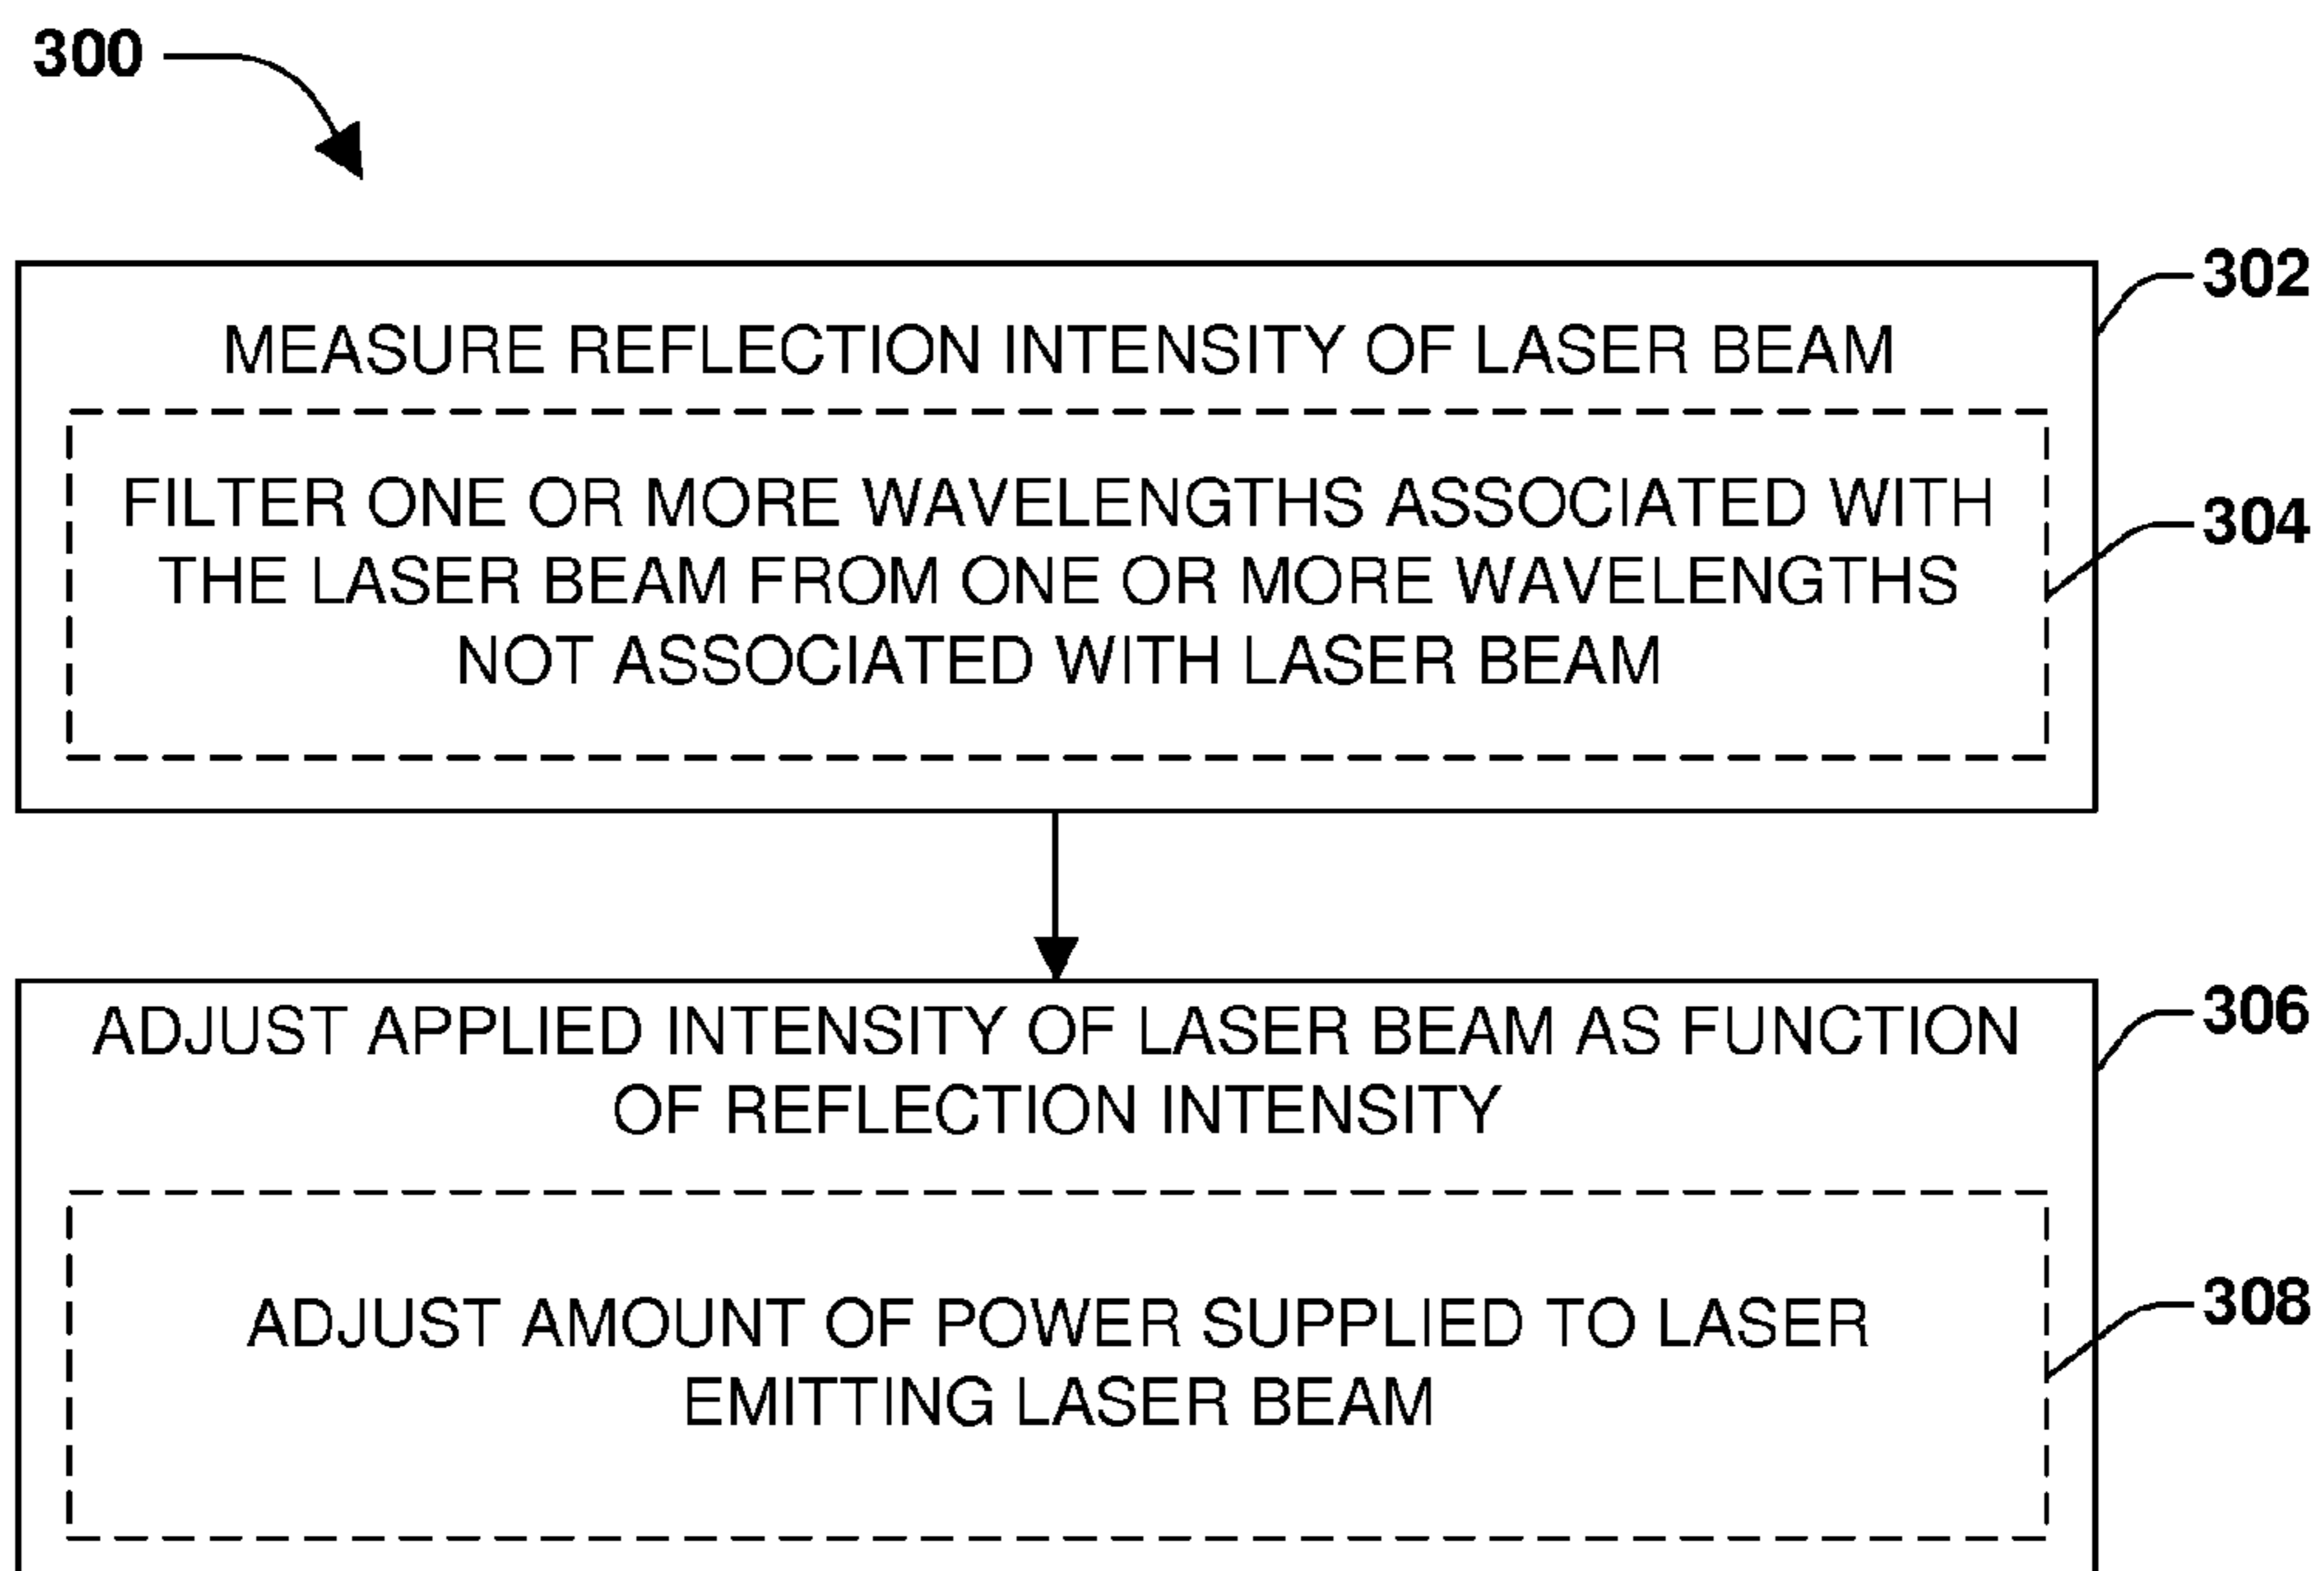 300
302
MEASURE REFLECTION INTENSITY OF LASER BEAM
304
FILTER ONE OR MORE WAVELENGTHS ASSOCIATED WITH
THE LASER BEAM FROM ONE OR MORE WAVELENGTHS
NOT ASSOCIATED WITH LASER BEAM
306
ADJUST APPLIED INTENSITY OF LASER BEAM AS FUNCTION
OF REFLECTION INTENSITY
308
ADJUST AMOUNT OF POWER SUPPLIED TO LASER
EMITTING LASER BEAM